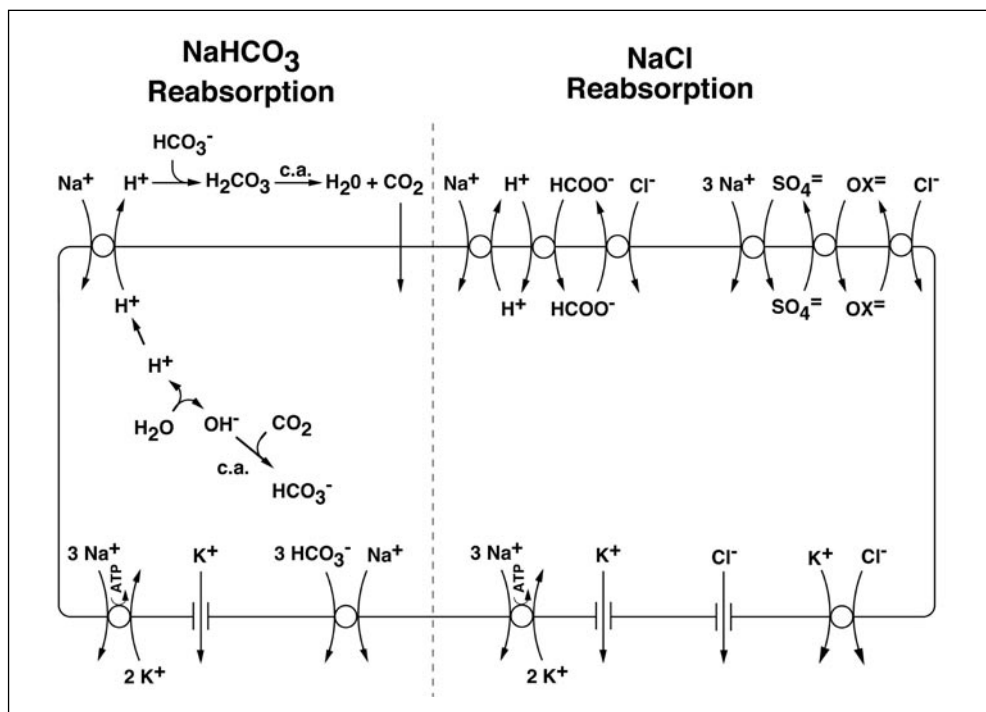 NaHCO₃
Reabsorption
NaCl
Reabsorption
HCO₃⁻
Na⁺ H⁺ H₂CO₃ c.a. H₂0 + CO₂
Na⁺ H⁺ HCOO⁻ Cl⁻ 3 Na⁺ SO₄⁼ OX⁼ Cl⁻
H⁺ H⁺ HCOO⁻ SO₄⁼ OX⁼
H⁺
H₂O OH⁻ CO₂
c.a.
HCO₃⁻
3 Na⁺ ATP K⁺ 3 HCO₃⁻ Na⁺ 3 Na⁺ ATP K⁺ Cl⁻ K⁺ Cl⁻
2 K⁺ 2 K⁺